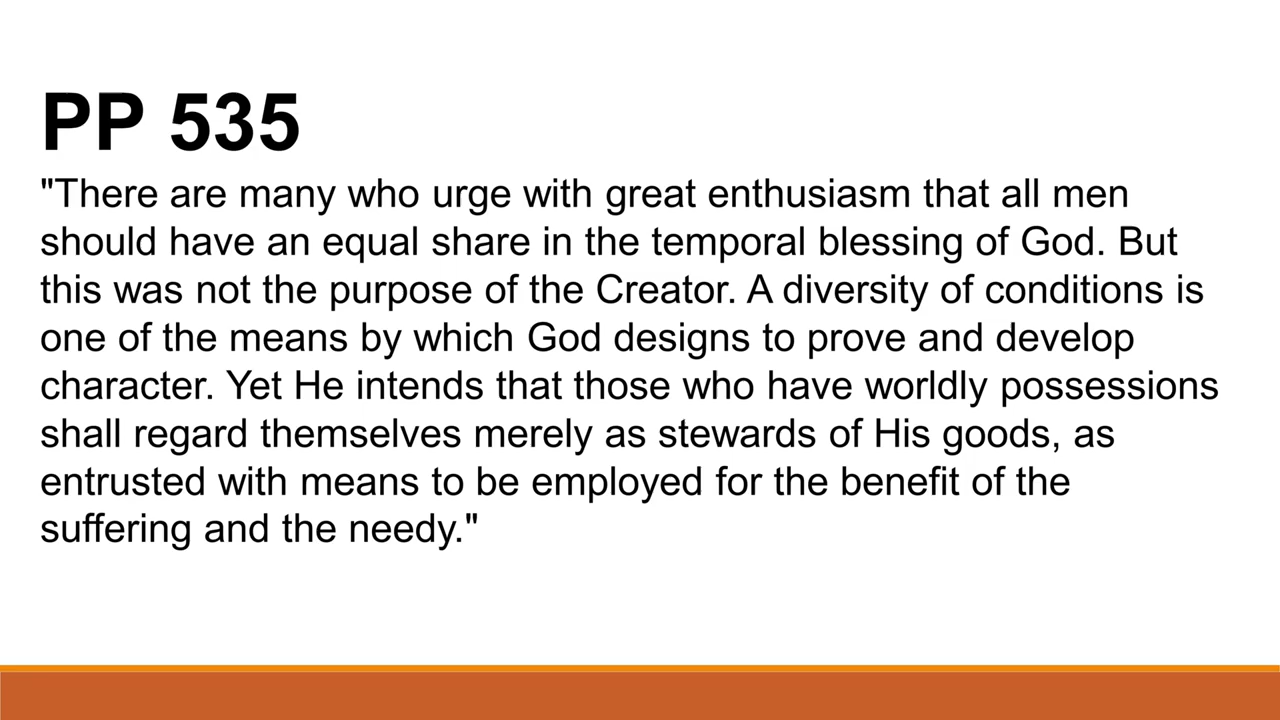 PP 535
"There are many who urge with great enthusiasm that all men
should have an equal share in the temporal blessing of God. But
this was not the purpose of the Creator. A diversity of conditions is
one of the means by which God designs to prove and develop
character. Yet He intends that those who have worldly possessions
shall regard themselves merely as stewards of His goods, as
entrusted with means to be employed for the benefit of the
suffering and the needy."